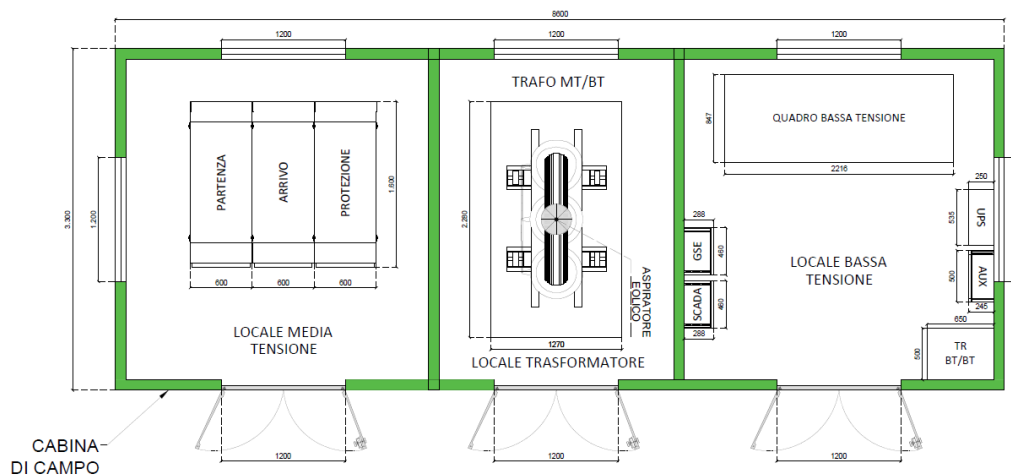 8600
1200
1200
1200
TRAFO MT/BT
QUADRO BASSA TENSIONE
847
2216
PARTENZA
ARRIVO
PROTEZIONE
1.600
600
600
600
3.300
1.200
2.280
1270
ASPIRATORE
EOLICO
288
GSE
460
SCADA
460
288
250
535
UPS
500
AUX
245
650
500
TR
BT/BT
LOCALE BASSA
TENSIONE
LOCALE MEDIA
TENSIONE
LOCALE TRASFORMATORE
CABINA
DI CAMPO
1200
1200
1200